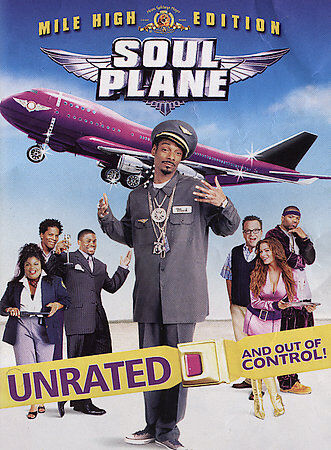 MILE HIGH EDITION
SOUL
PLANE
UNRATED
AND OUT OF
CONTROL!